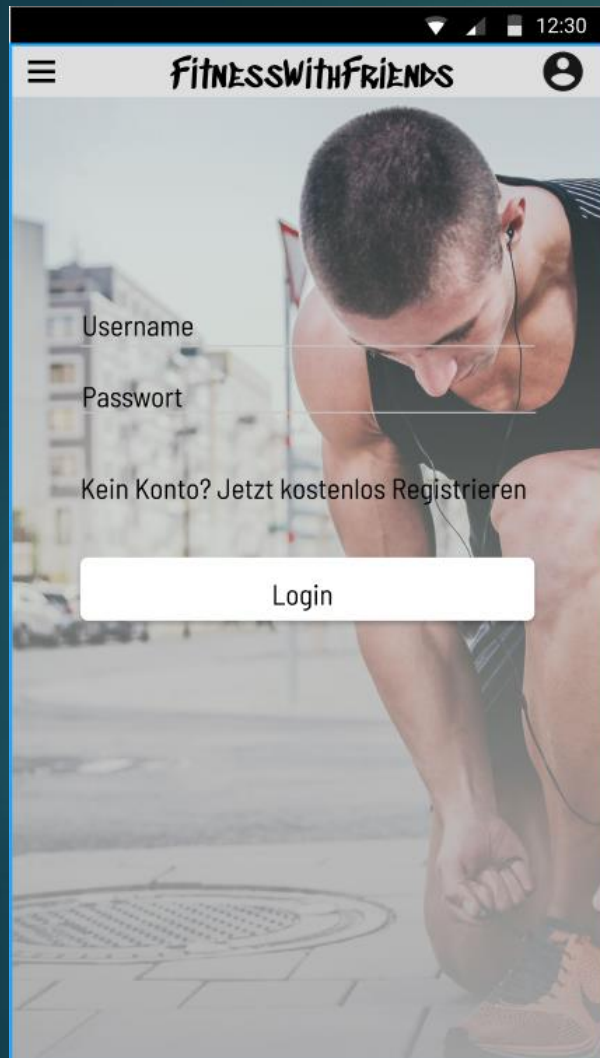 12:30
FitnessWithFriends
Username
Passwort
Kein Konto? Jetzt kostenlos Registrieren
Login